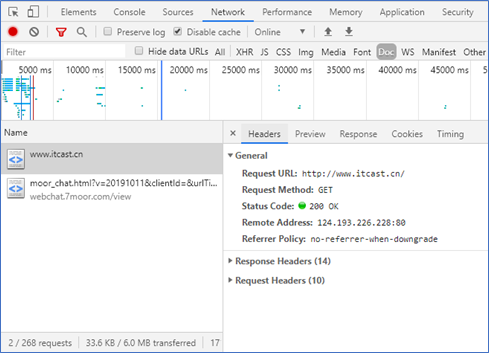 Elements Console Sources Network Performance Memory Application Security
Preserve log Disable cache Online
Filter Hide data URLs All XHR JS CSS Img Media Font Doc WS Manifest Other
5000 ms 10000 ms 15000 ms 20000 ms 25000 ms 30000 ms 35000 ms 40000 ms 45000 ms
Name
www.itcast.cn
moor_chat.html?v=20191011&clientId=&urlTi...
webchat.7moor.com/view
2 / 268 requests 33.6 KB / 6.0 MB transferred 17
× Headers Preview Response Cookies Timing
▼ General
Request URL: http://www.itcast.cn/
Request Method: GET
Status Code: 200 OK
Remote Address: 124.193.226.228:80
Referrer Policy: no-referrer-when-downgrade
▶ Response Headers (14)
▶ Request Headers (10)